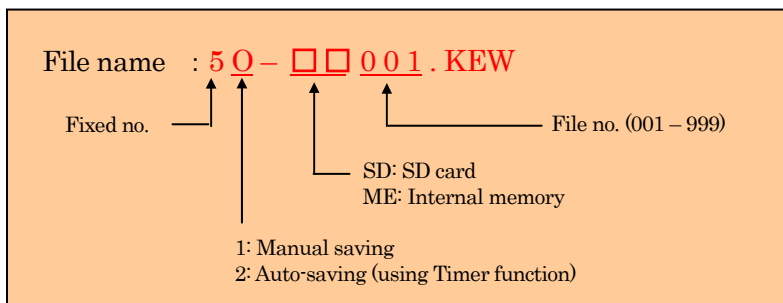 File name : 5 O – □□ 0 0 1 . KEW
Fixed no.
File no. (001 – 999)
SD: SD card
ME: Internal memory
1: Manual saving
2: Auto-saving (using Timer function)